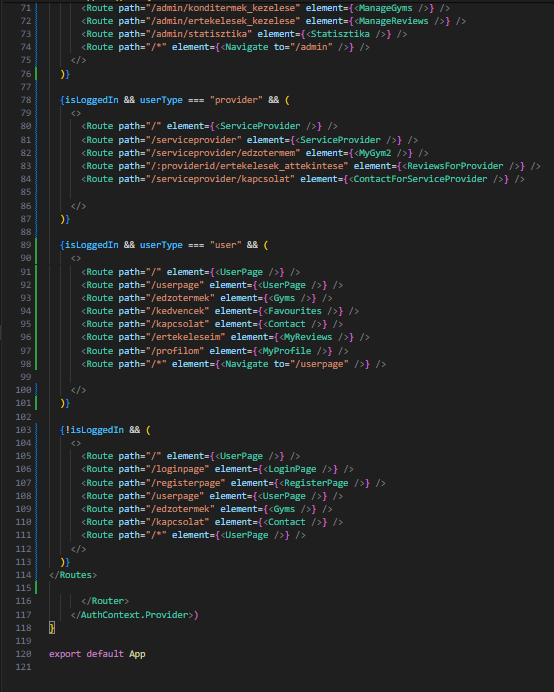 71 <Route path="/admin/konditermek_kezelese" element={<ManageGyms />} />
72 <Route path="/admin/ertekelesek_kezelese" element={<ManageReviews />} />
73 <Route path="/admin/statisztika" element={<Statisztika />} />
74 <Route path="/*" element={<Navigate to="/admin" />} />
75 </>
76 )}
77
78 {isLoggedIn && userType === "provider" && (
79 <>
80 <Route path="/" element={<ServiceProvider />} />
81 <Route path="/serviceprovider" element={<ServiceProvider />} />
82 <Route path="/serviceprovider/edzotermem" element={<MyGym2 />} />
83 <Route path="/:providerid/ertekelesek_attekintese" element={<ReviewsForProvider />} />
84 <Route path="/serviceprovider/kapcsolat" element={<ContactForServiceProvider />} />
85
86 </>
87 )}
88
89 {isLoggedIn && userType === "user" && (
90 <>
91 <Route path="/" element={<UserPage />} />
92 <Route path="/userpage" element={<UserPage />} />
93 <Route path="/edzotermek" element={<Gyms />} />
94 <Route path="/kedvencek" element={<Favourites />} />
95 <Route path="/kapcsolat" element={<Contact />} />
96 <Route path="/ertekeleseim" element={<MyReviews />} />
97 <Route path="/profilom" element={<MyProfile />} />
98 <Route path="/*" element={<Navigate to="/userpage" />} />
99
100 </>
101 )}
102
103 {!isLoggedIn && (
104 <>
105 <Route path="/" element={<UserPage />} />
106 <Route path="/loginpage" element={<LoginPage />} />
107 <Route path="/registerpage" element={<RegisterPage />} />
108 <Route path="/userpage" element={<UserPage />} />
109 <Route path="/edzotermek" element={<Gyms />} />
110 <Route path="/kapcsolat" element={<Contact />} />
111 <Route path="/*" element={<UserPage />} />
112 </>
113 )}
114 </Routes>
115
116 </Router>
117 </AuthContext.Provider>)
118 }
119
120 export default App
121